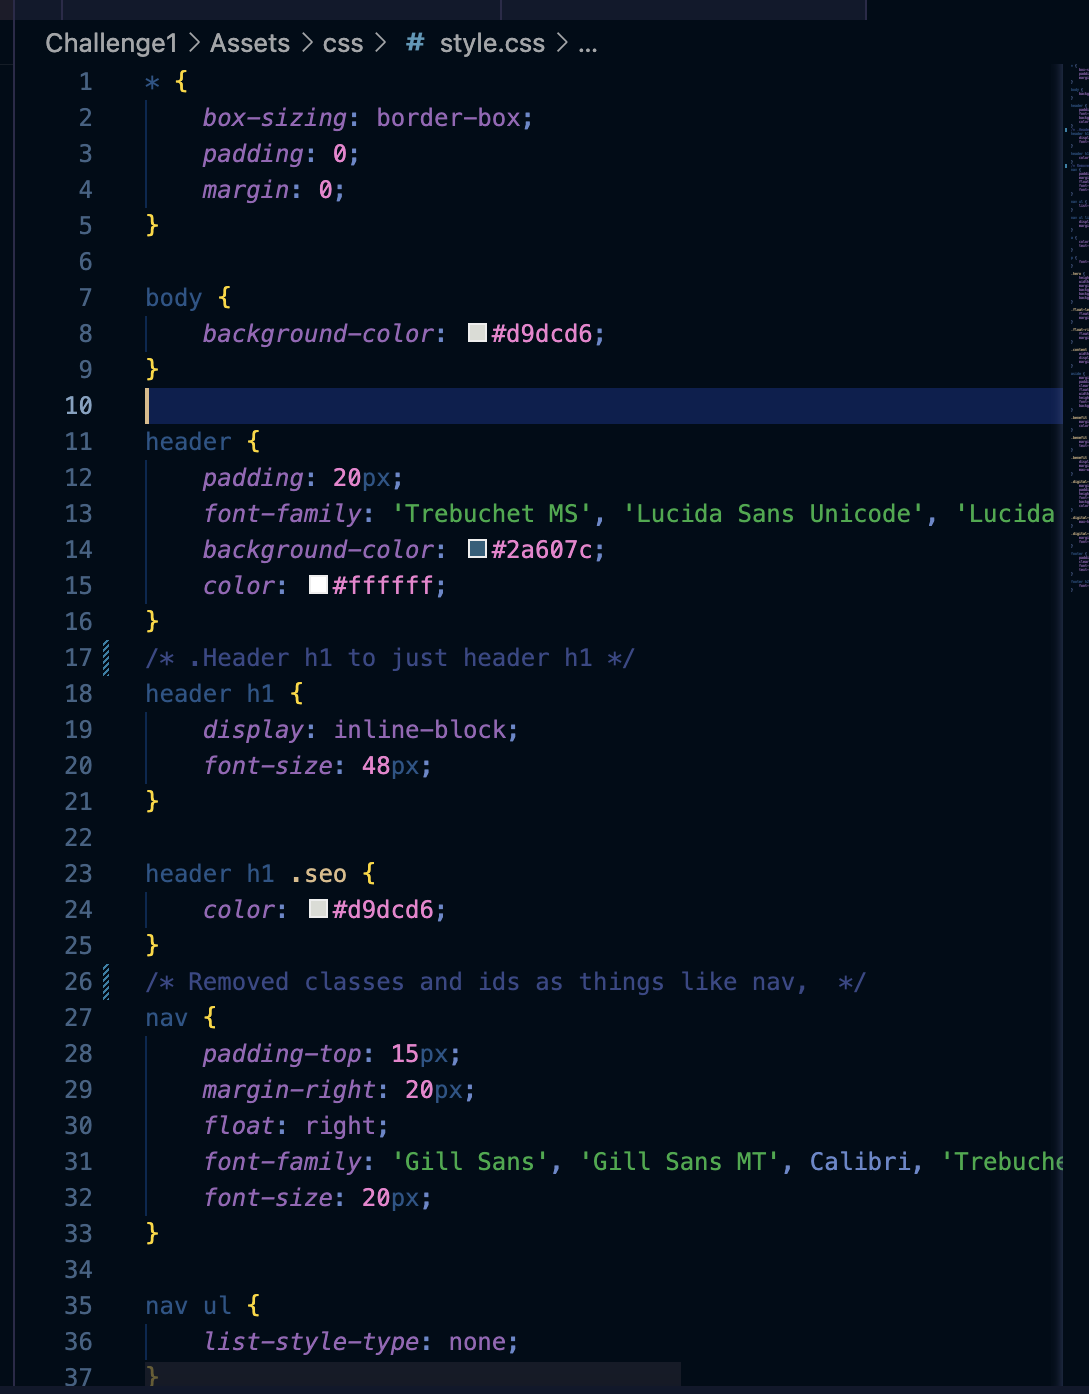 Challenge1 > Assets > css > # style.css > ...
1 * {
2 box-sizing: border-box;
3 padding: 0;
4 margin: 0;
5 }
6
7 body {
8 background-color: #d9dcd6;
9 }
10
11 header {
12 padding: 20px;
13 font-family: 'Trebuchet MS', 'Lucida Sans Unicode', 'Lucida
14 background-color: #2a607c;
15 color: #ffffff;
16 }
17 /* .Header h1 to just header h1 */
18 header h1 {
19 display: inline-block;
20 font-size: 48px;
21 }
22
23 header h1 .seo {
24 color: #d9dcd6;
25 }
26 /* Removed classes and ids as things like nav,  */
27 nav {
28 padding-top: 15px;
29 margin-right: 20px;
30 float: right;
31 font-family: 'Gill Sans', 'Gill Sans MT', Calibri, 'Trebuche
32 font-size: 20px;
33 }
34
35 nav ul {
36 list-style-type: none;
37 }